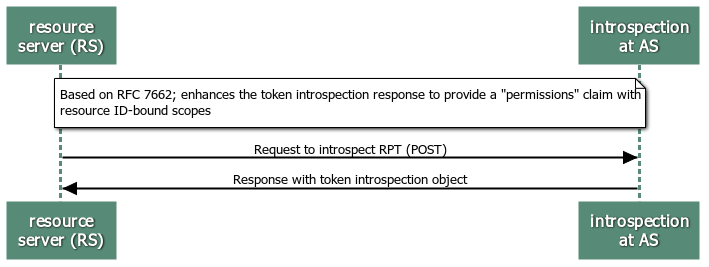 resource
server (RS)
introspection
at AS
Based on RFC 7662; enhances the token introspection response to provide a "permissions" claim with
resource ID-bound scopes
Request to introspect RPT (POST)
Response with token introspection object
resource
server (RS)
introspection
at AS